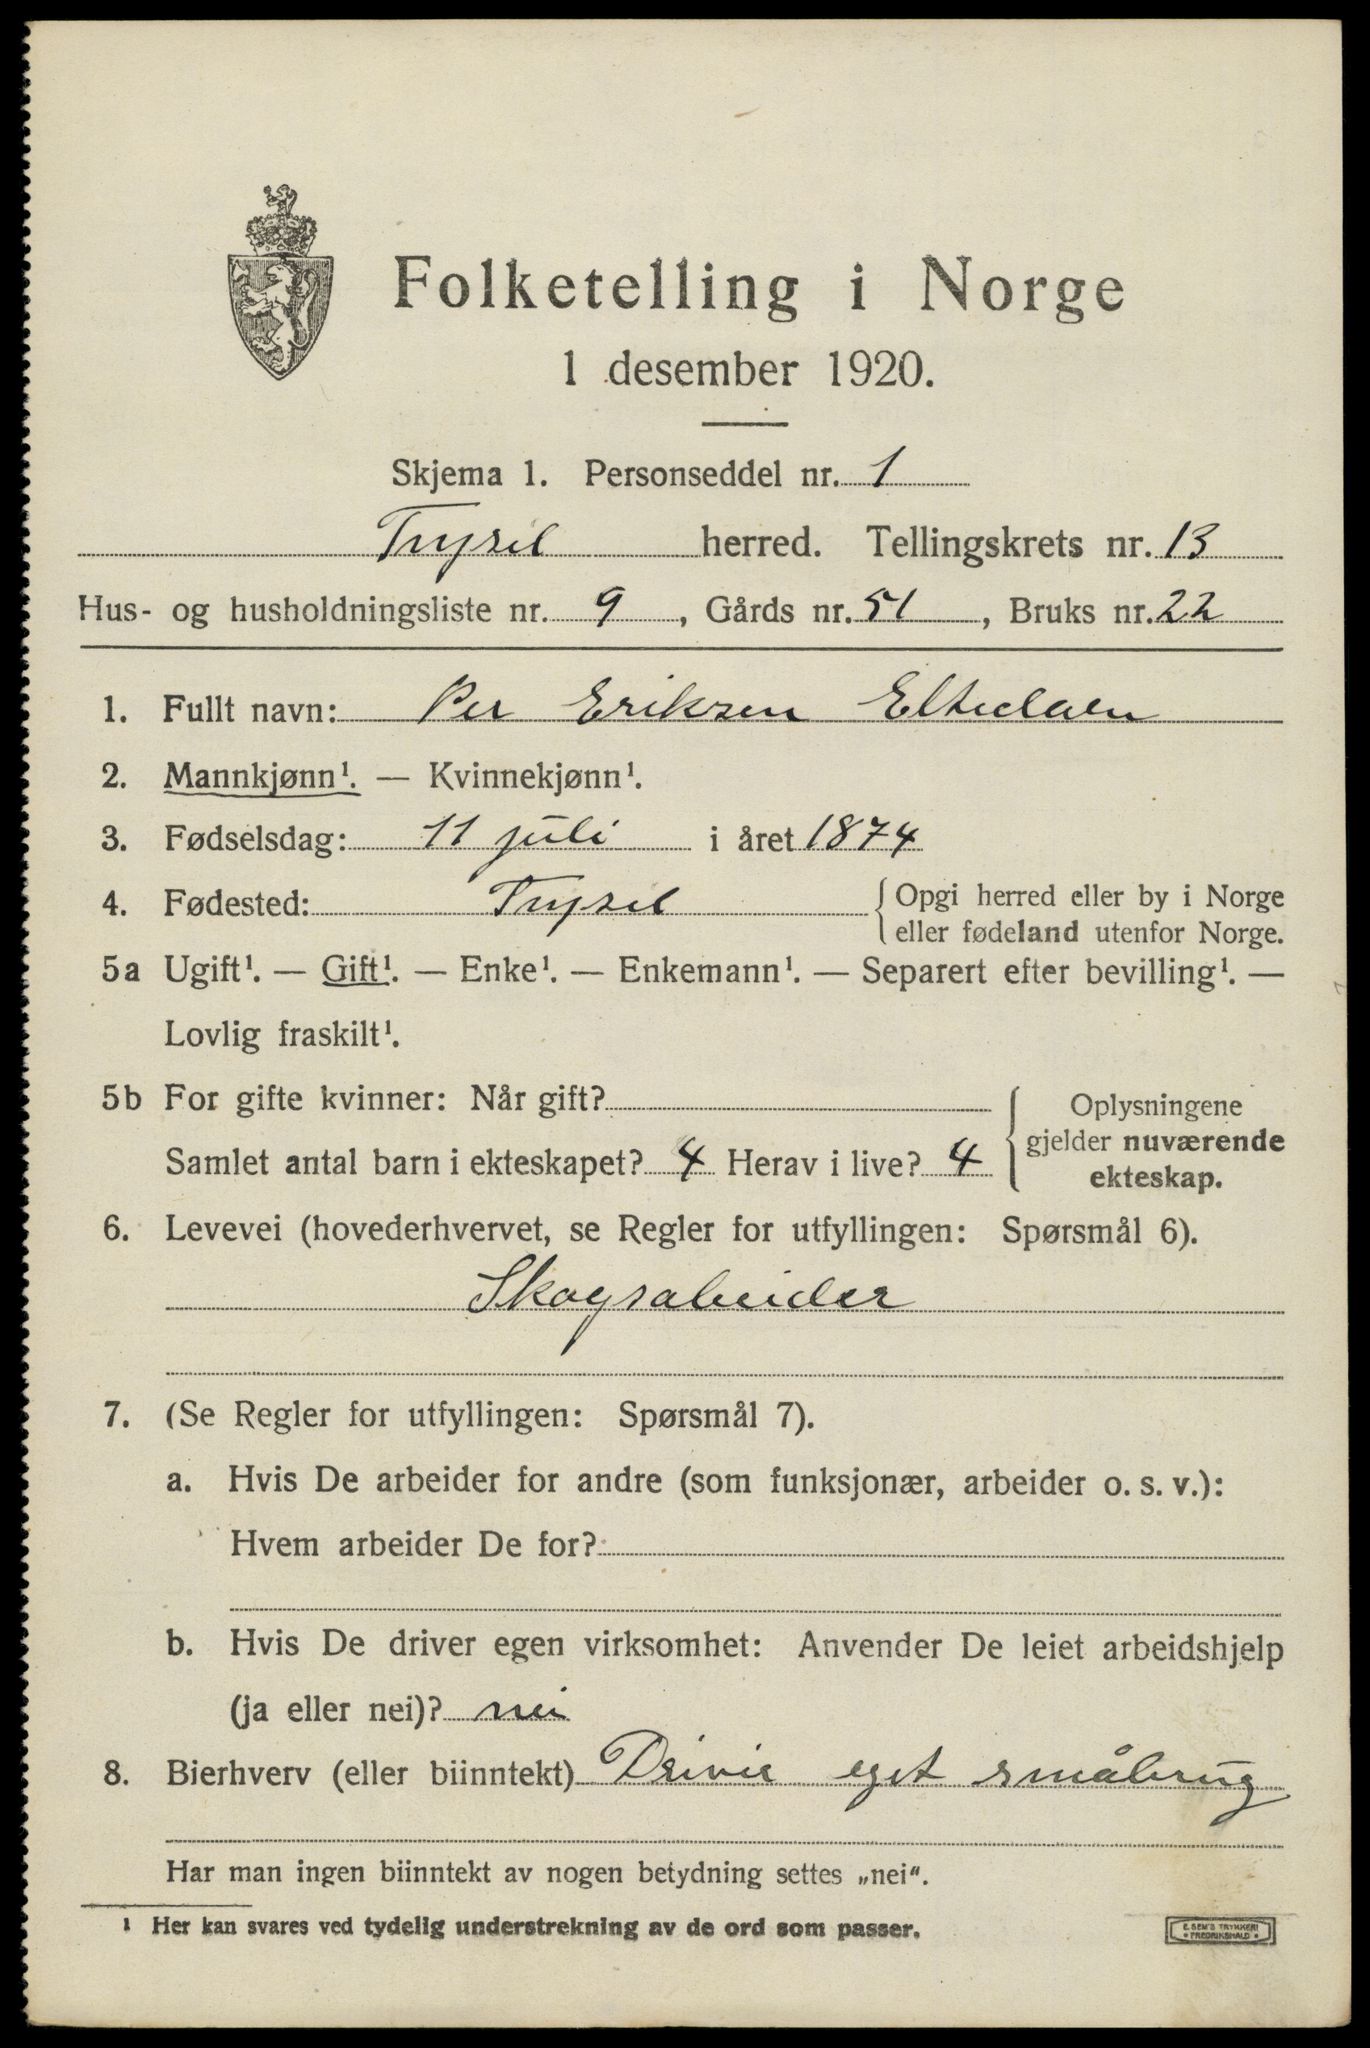 Folketelling i Norge
1 desember 1920.
Skjema 1. Personseddel nr. 1
Trysil herred. Tellingskrets nr. 13
Hus- og husholdningsliste nr. 9, Gårds nr. 51, Bruks nr. 22
1. Fullt navn: Per Eriksen
2. Mannkjønn¹. — Kvinnekjønn¹.
3. Fødselsdag: 11 juli i året 1874
4. Fødested: Trysil { Opgi herred eller by i Norge
eller fødeland utenfor Norge.
5a Ugift¹. — Gift¹. — Enke¹. — Enkemann¹. — Separert efter bevilling¹. —
Lovlig fraskilt¹.
5b For gifte kvinner: Når gift?
Samlet antal barn i ekteskapet? 4 Herav i live? 4
Oplysningene
gjelder nuværende
ekteskap.
6. Levevei (hovederhvervet, se Regler for utfyllingen: Spørsmål 6).
Skogsabeider
7. (Se Regler for utfyllingen: Spørsmål 7).
a. Hvis De arbeider for andre (som funksjonær, arbeider o. s. v.):
Hvem arbeider De for?
b. Hvis De driver egen virksomhet: Anvender De leiet arbeidshjelp
(ja eller nei)? nei
8. Bierhverv (eller biinntekt) Drivir eget småbrug
Har man ingen biinntekt av nogen betydning settes „nei“.
¹ Her kan svares ved tydelig understrekning av de ord som passer.
E. SEM'S TRYKKERI
• FREDRIKSHALD •